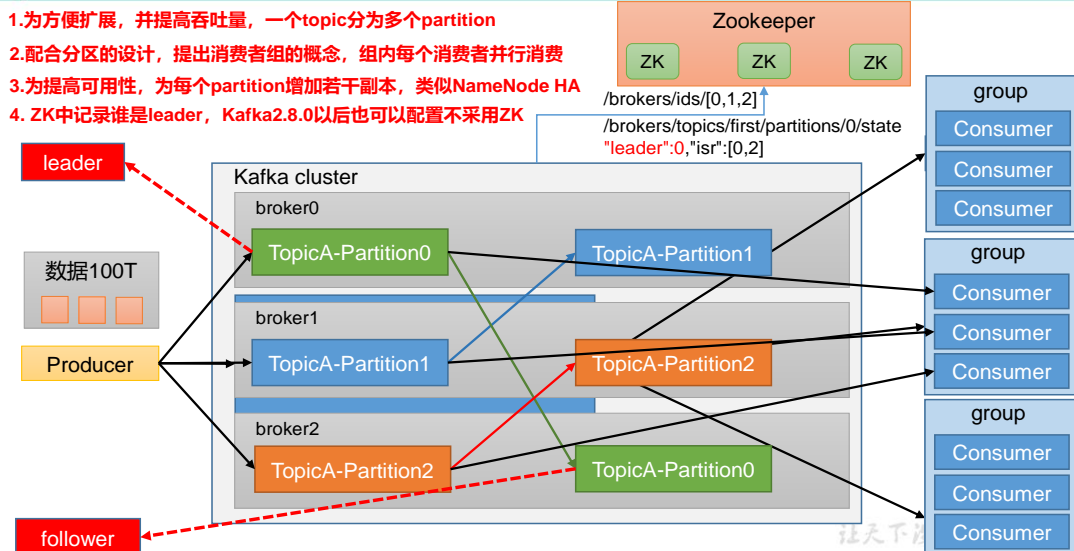 1.为方便扩展，并提高吞吐量，一个topic分为多个partition
2.配合分区的设计，提出消费者组的概念，组内每个消费者并行消费
3.为提高可用性，为每个partition增加若干副本，类似NameNode HA
4. ZK中记录谁是leader，Kafka2.8.0以后也可以配置不采用ZK
Zookeeper
ZK
ZK
ZK
/brokers/ids/[0,1,2]
/brokers/topics/first/partitions/0/state
"leader":0,"isr":[0,2]
leader
数据100T
Producer
follower
Kafka cluster
broker0
TopicA-Partition0
TopicA-Partition1
broker1
TopicA-Partition1
TopicA-Partition2
broker2
TopicA-Partition2
TopicA-Partition0
group
Consumer
Consumer
Consumer
group
Consumer
Consumer
Consumer
group
Consumer
Consumer
Consumer
让天下